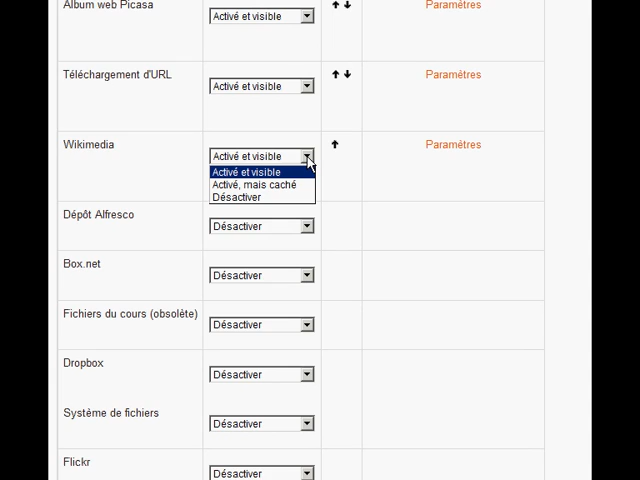 Album web Picasa
Activé et visible
Paramètres
Téléchargement d'URL
Activé et visible
Paramètres
Wikimedia
Activé et visible
Paramètres
Activé et visible
Activé, mais caché
Désactiver
Dépôt Alfresco
Désactiver
Box.net
Désactiver
Fichiers du cours (obsolète)
Désactiver
Dropbox
Désactiver
Système de fichiers
Désactiver
Flickr
Désactiver